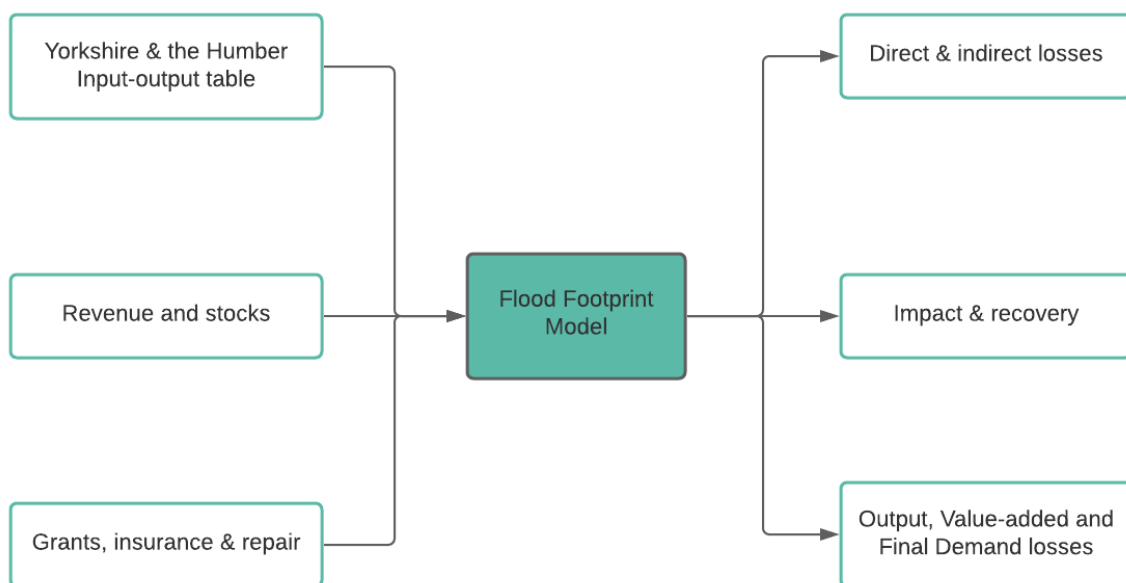 Yorkshire & the Humber
Input-output table
Revenue and stocks
Grants, insurance & repair
Flood Footprint
Model
Direct & indirect losses
Impact & recovery
Output, Value-added and
Final Demand losses